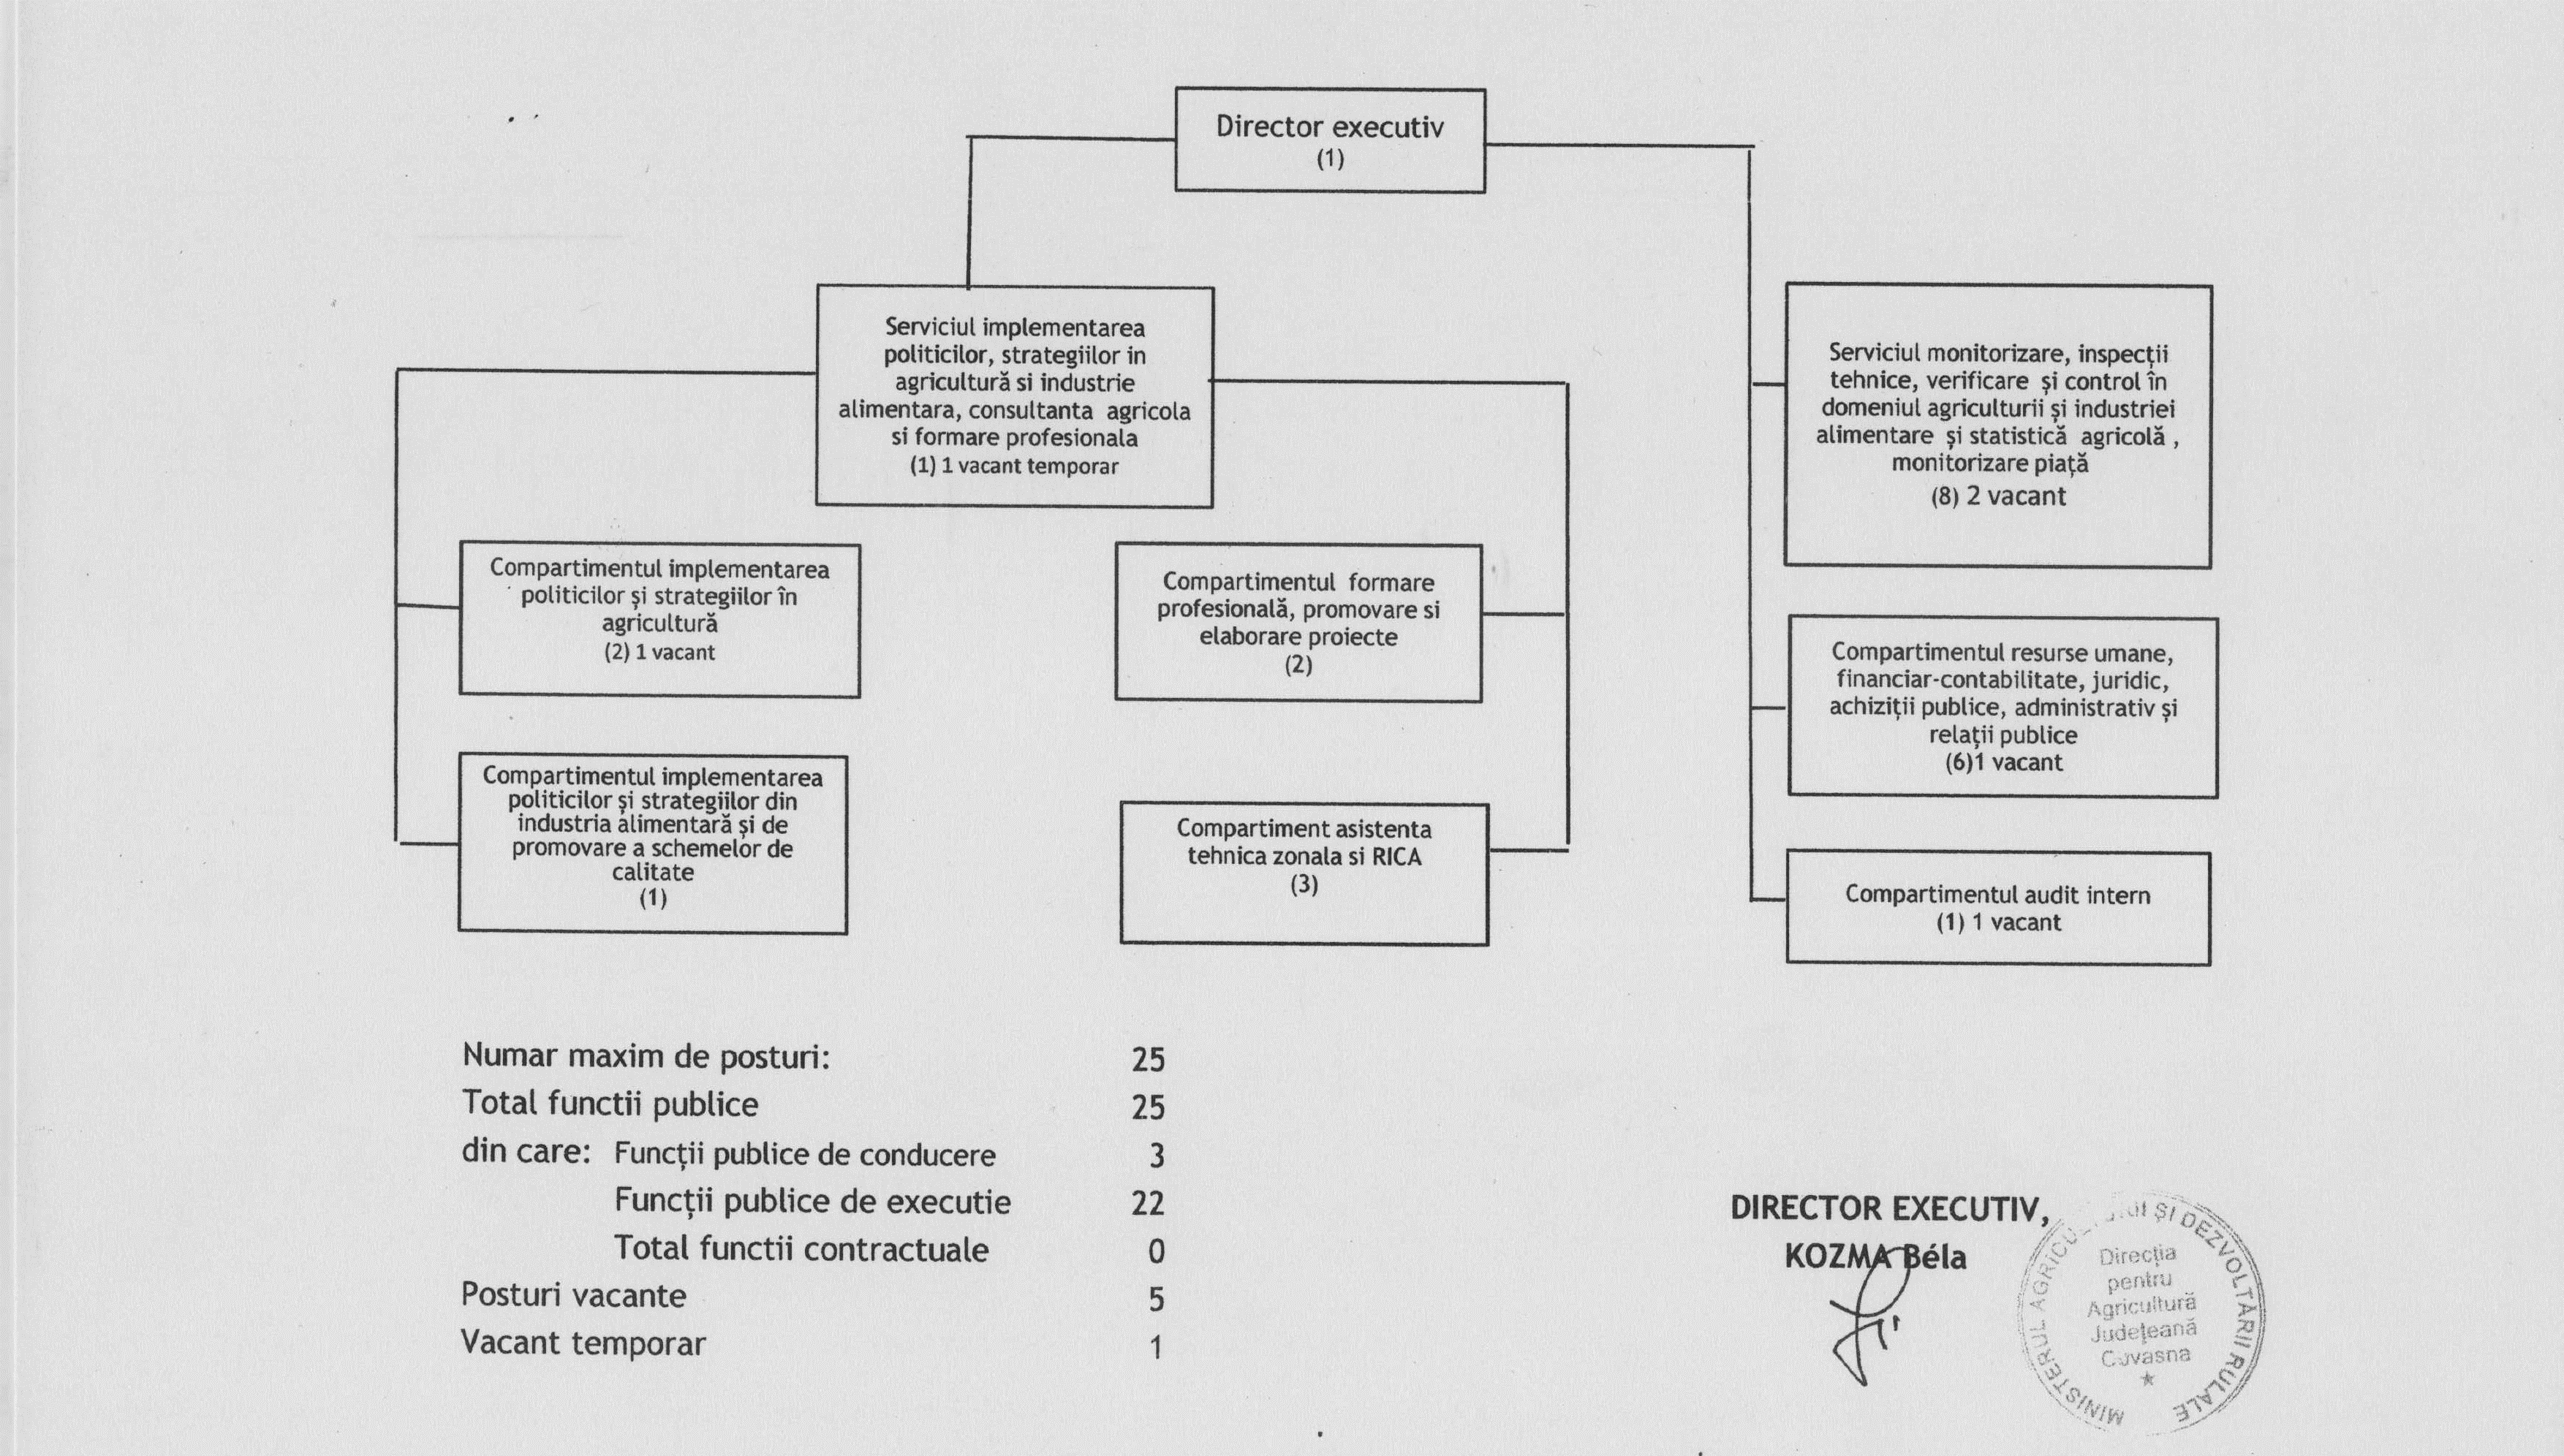 Director executiv
(1)
Serviciul implementarea
politicilor, strategiilor in
agricultură si industrie
alimentara, consultanta agricola
si formare profesionala
(1) 1 vacant temporar
Serviciul monitorizare, inspecții
tehnice, verificare și control în
domeniul agriculturii și industriei
alimentare și statistică agricolă ,
monitorizare piață
(8) 2 vacant
Compartimentul implementarea
politicilor și strategiilor în
agricultură
(2) 1 vacant
Compartimentul formare
profesională, promovare si
elaborare proiecte
(2)
Compartimentul resurse umane,
financiar-contabilitate, juridic,
achiziții publice, administrativ și
relații publice
(6)1 vacant
Compartimentul implementarea
politicilor și strategiilor din
industria alimentară și de
promovare a schemelor de
calitate
(1)
Compartiment asistenta
tehnica zonala si RICA
(3)
Compartimentul audit intern
(1) 1 vacant
Numar maxim de posturi: 25
Total functii publice 25
din care: Funcții publice de conducere 3
Funcții publice de executie 22
Total functii contractuale 0
Posturi vacante 5
Vacant temporar 1
DIRECTOR EXECUTIV,
KOZMA Béla
MINISTERUL ȘI DEZVOLTĂRII RURALE
Direcția
pentru
Agricultură
Județeană
Covasna